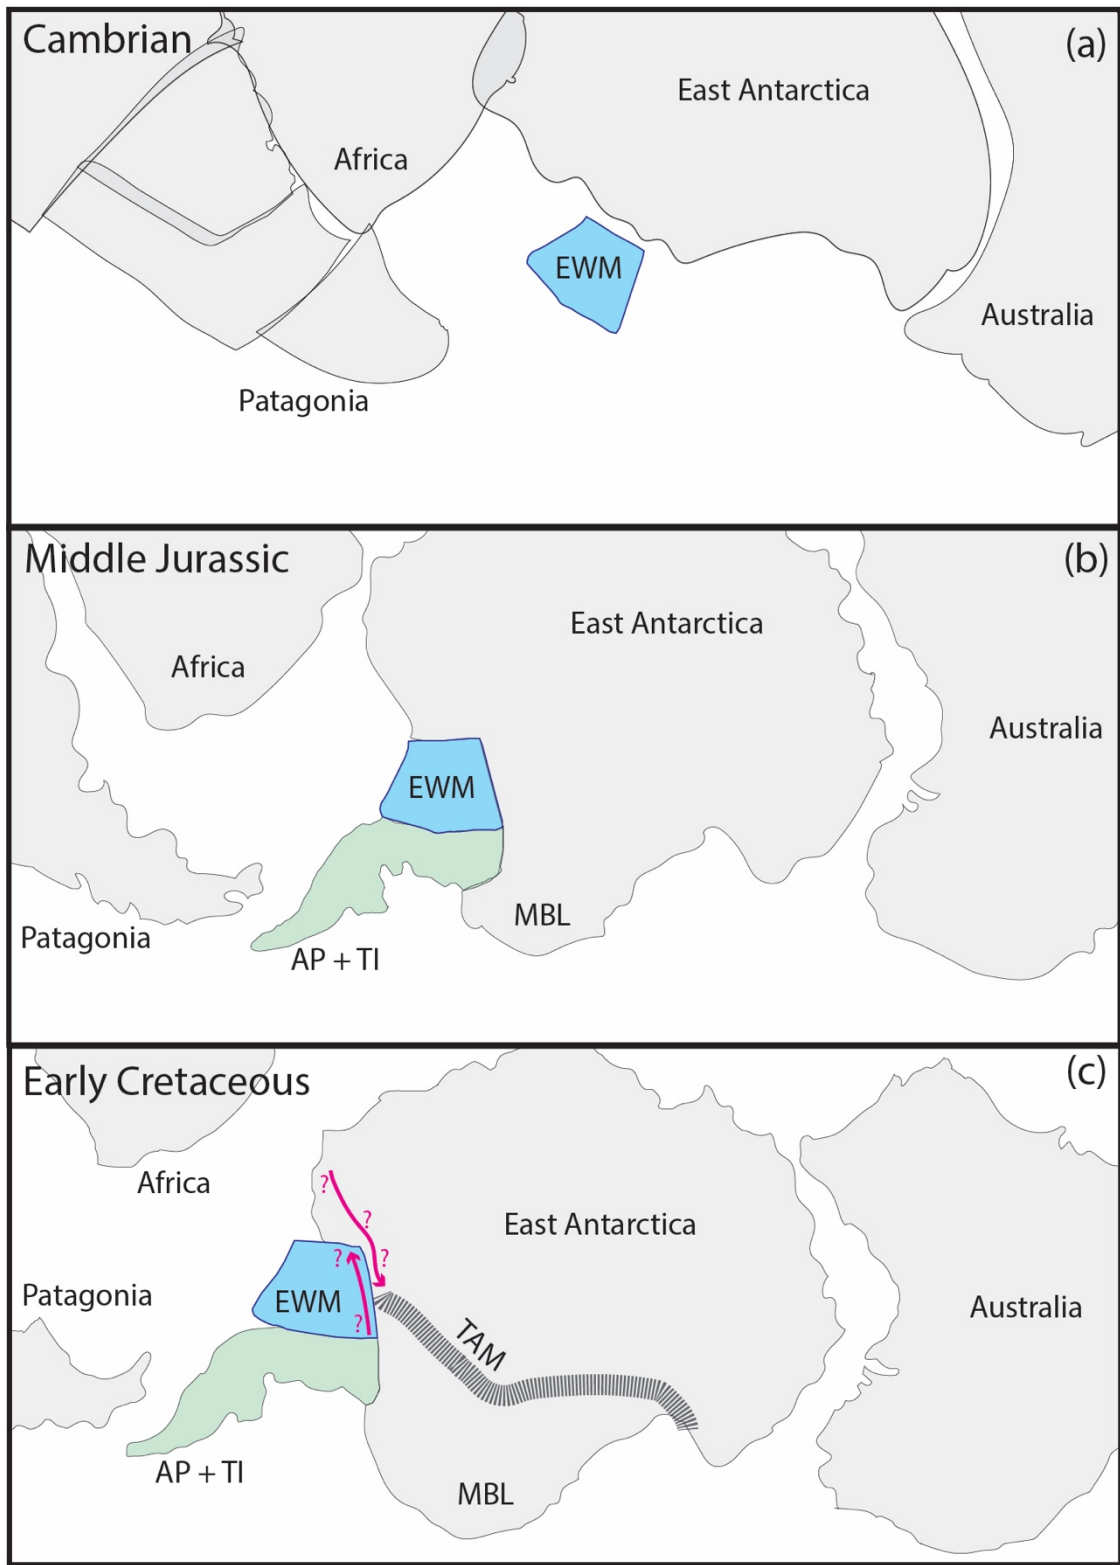 Cambrian
(a)
East Antarctica
Africa
EWM
Australia
Patagonia
Middle Jurassic
(b)
East Antarctica
Africa
Australia
EWM
MBL
Patagonia
AP + TI
Early Cretaceous
(c)
Africa
?
?
East Antarctica
?
?
Patagonia
EWM
Australia
?
TAM
AP + TI
MBL